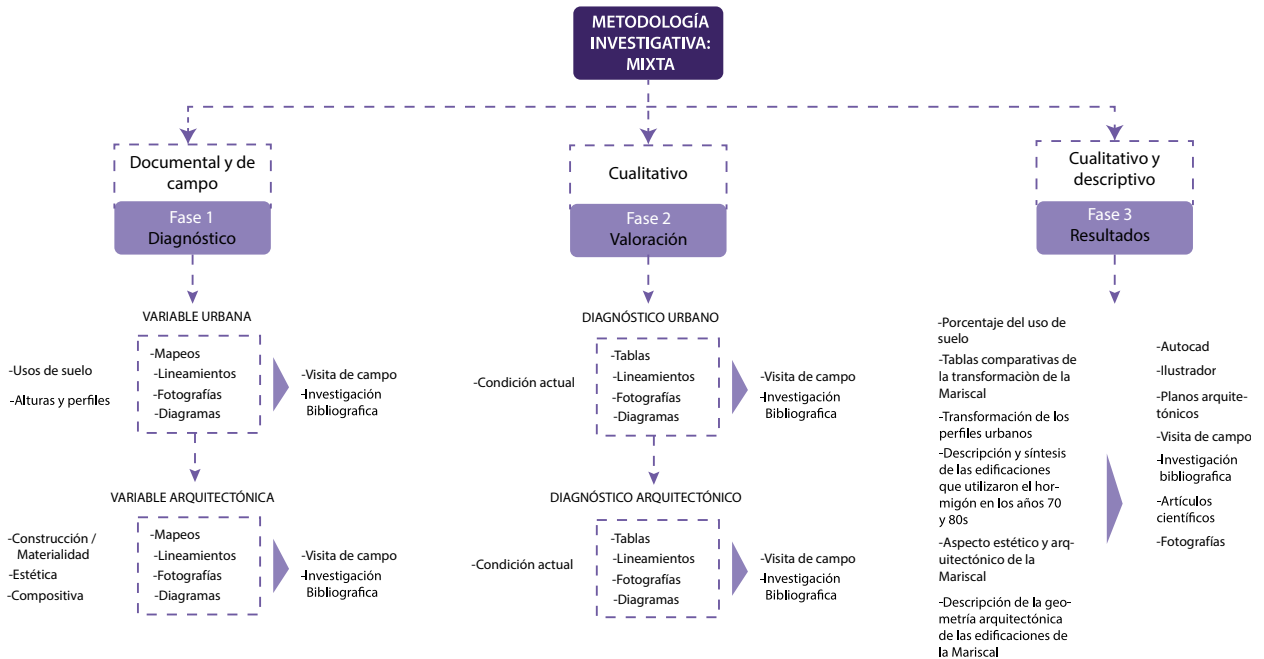 METODOLOGÍA
INVESTIGATIVA:
MIXTA
Documental y de
campo
Fase 1
Diagnóstico
VARIABLE URBANA
-Usos de suelo
-Alturas y perfiles
-Mapeos
-Lineamientos
-Fotografías
-Diagramas
-Visita de campo
-Investigación
Bibliografica
VARIABLE ARQUITECTÓNICA
-Construcción /
Materialidad
-Estética
-Compositiva
-Mapeos
-Lineamientos
-Fotografías
-Diagramas
-Visita de campo
-Investigación
Bibliografica
Cualitativo
Fase 2
Valoración
DIAGNÓSTICO URBANO
-Condición actual
-Tablas
-Lineamientos
-Fotografías
-Diagramas
-Visita de campo
-Investigación
Bibliografica
DIAGNÓSTICO ARQUITECTÓNICO
-Condición actual
-Tablas
-Lineamientos
-Fotografías
-Diagramas
-Visita de campo
-Investigación
Bibliografica
Cualitativo y
descriptivo
Fase 3
Resultados
-Porcentaje del uso de
suelo
-Tablas comparativas de
la transformaciòn de la
Mariscal
-Transformación de los
perfiles urbanos
-Descripción y síntesis
de las edificaciones
que utilizaron el hor-
migón en los años 70
y 80s
-Aspecto estético y arq-
uitectónico de la
Mariscal
-Descripción de la geo-
metría arquitectónica
de las edificaciones de
la Mariscal
-Autocad
-Ilustrador
-Planos arquite-
tónicos
-Visita de campo
-Investigación
bibliografica
-Artículos
científicos
-Fotografías